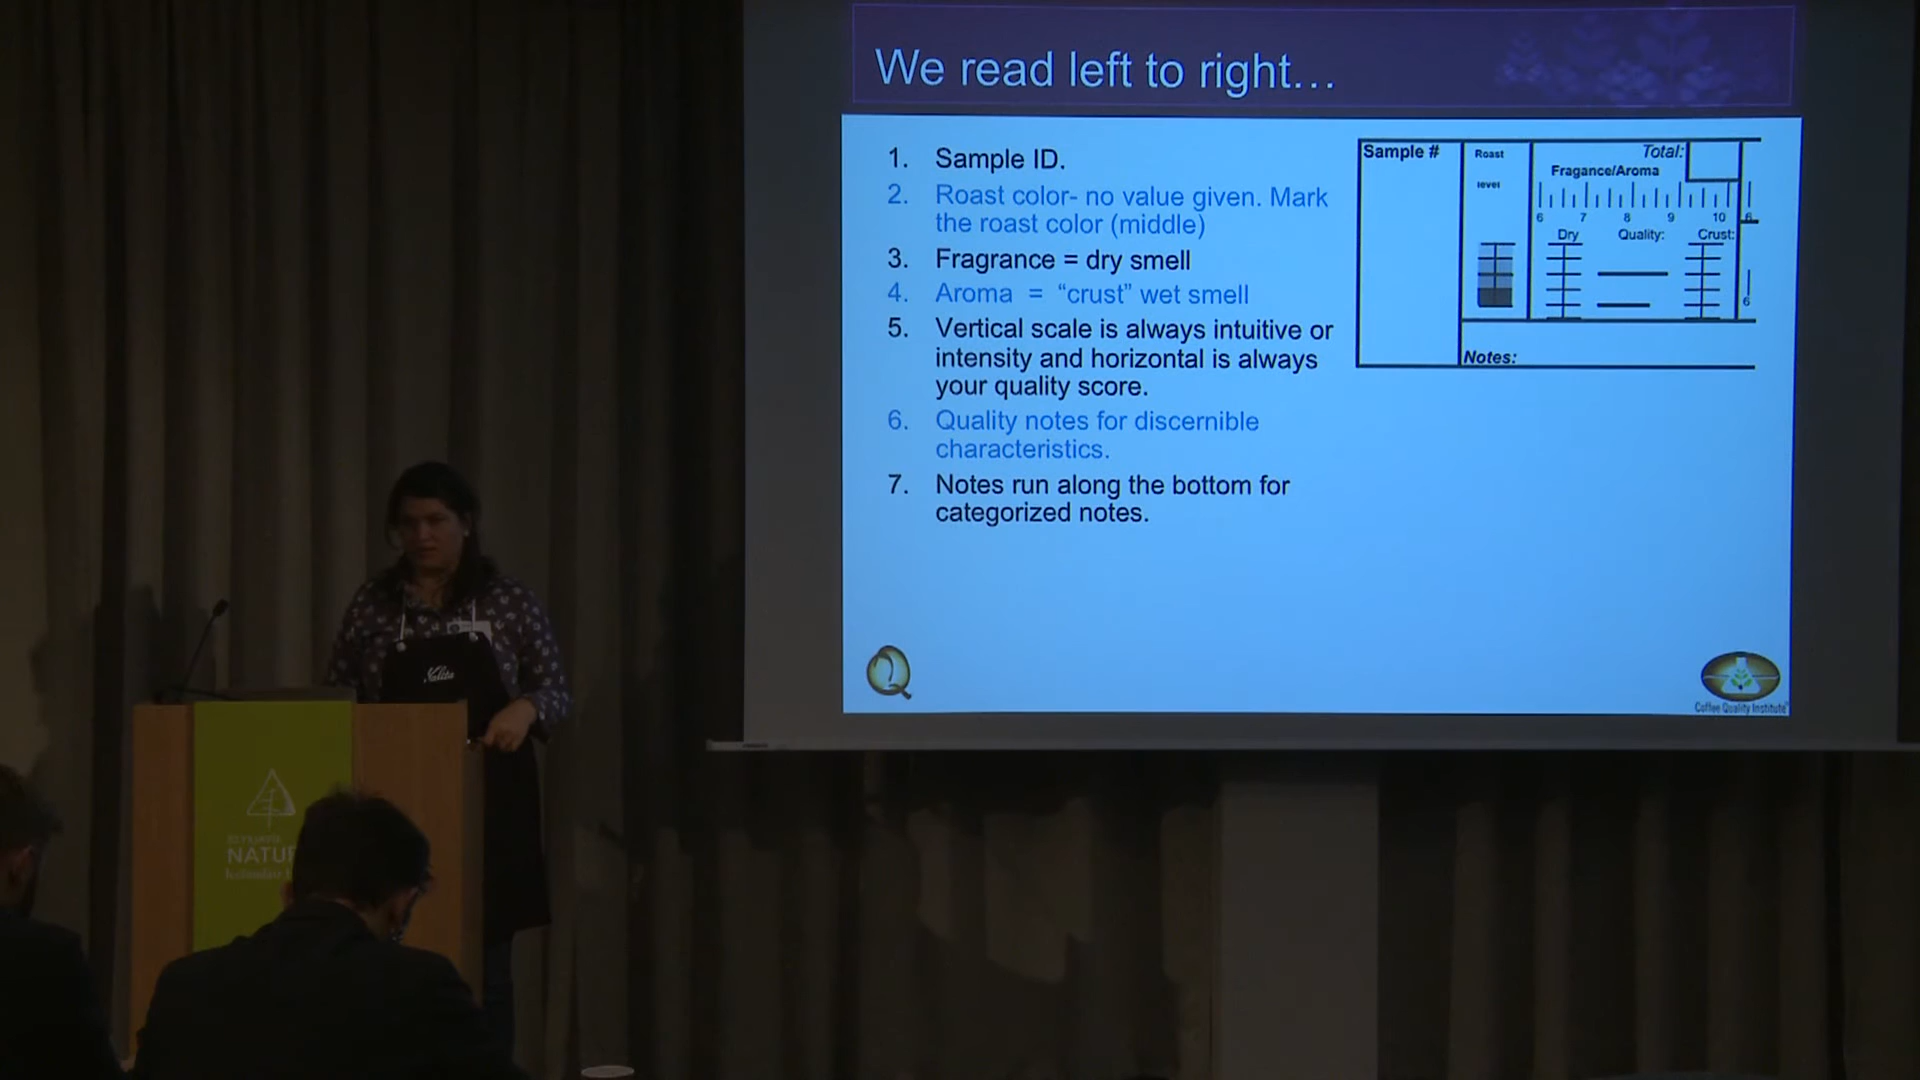 We read left to right...
1. Sample ID.
2. Roast color- no value given. Mark
the roast color (middle)
3. Fragrance = dry smell
4. Aroma = “crust” wet smell
5. Vertical scale is always intuitive or
intensity and horizontal is always
your quality score.
6. Quality notes for discernible
characteristics.
7. Notes run along the bottom for
categorized notes.
Sample #
Roast
level
Total:
Fragance/Aroma
6 7 8 9 10 6
Dry Quality: Crust:
6
Notes:
Q
Coffee Quality Institute
NATU